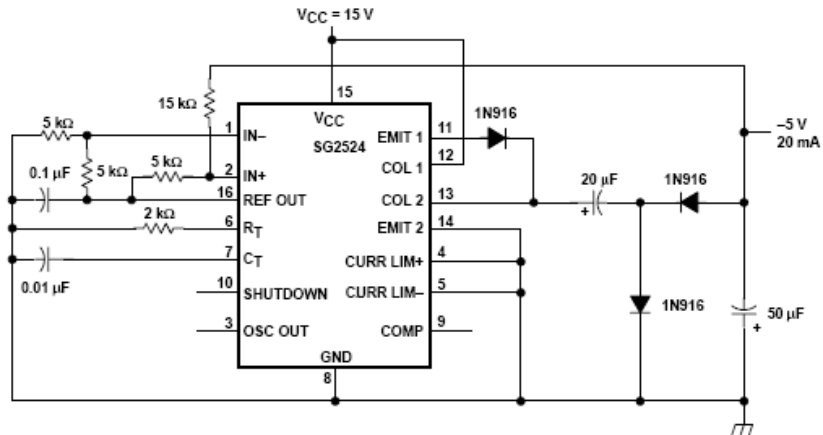 VCC = 15 V
15 kΩ
15
VCC
SG2524
5 kΩ
1
IN–
5 kΩ
0.1 µF
5 kΩ
2
IN+
16
REF OUT
2 kΩ
6
RT
7
CT
0.01 µF
10
SHUTDOWN
3
OSC OUT
GND
8
EMIT 1
11
COL 1
12
COL 2
13
EMIT 2
14
CURR LIM+
4
CURR LIM–
5
COMP
9
1N916
20 µF
+
1N916
1N916
–5 V
20 mA
50 µF
+